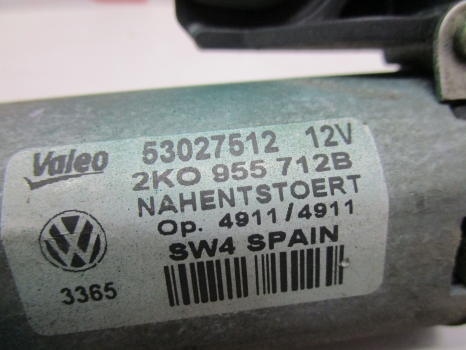 Valeo 53027512 12V
2K0 955 712B
NAHENTSTOERT
Op. 4911/4911
SW4 SPAIN
3365